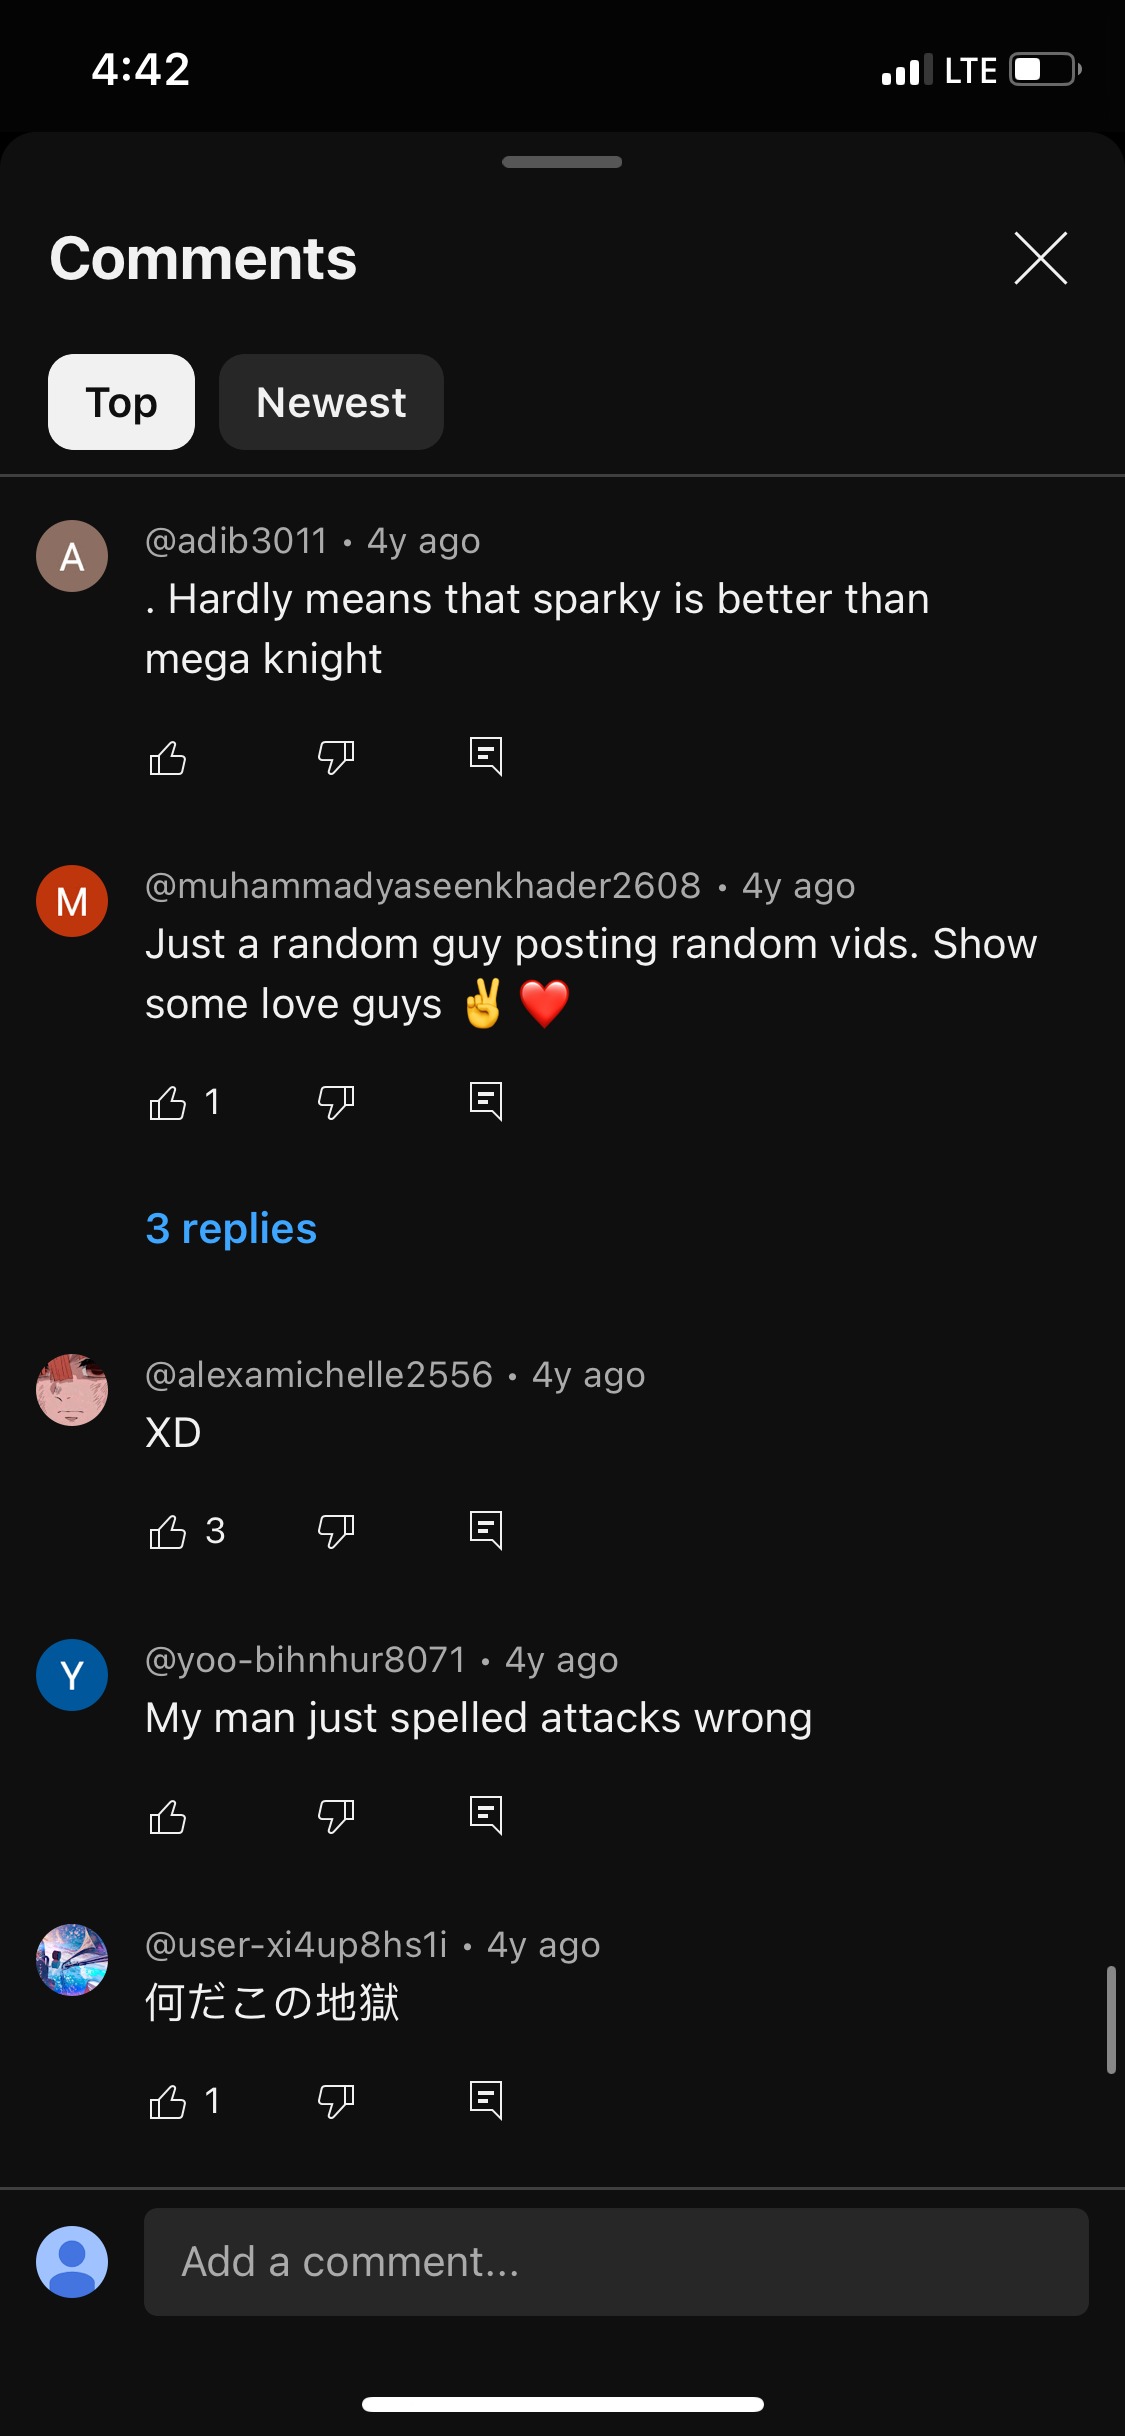 4:42
LTE
Comments
Top
Newest
A
@adib3011 • 4y ago
. Hardly means that sparky is better than
mega knight
M
@muhammadyaseenkhader2608 • 4y ago
Just a random guy posting random vids. Show
some love guys ✌️❤️
1
3 replies
@alexamichelle2556 • 4y ago
XD
3
Y
@yoo-bihnhur8071 • 4y ago
My man just spelled attacks wrong
@user-xi4up8hs1i • 4y ago
何だこの地獄
1
Add a comment...